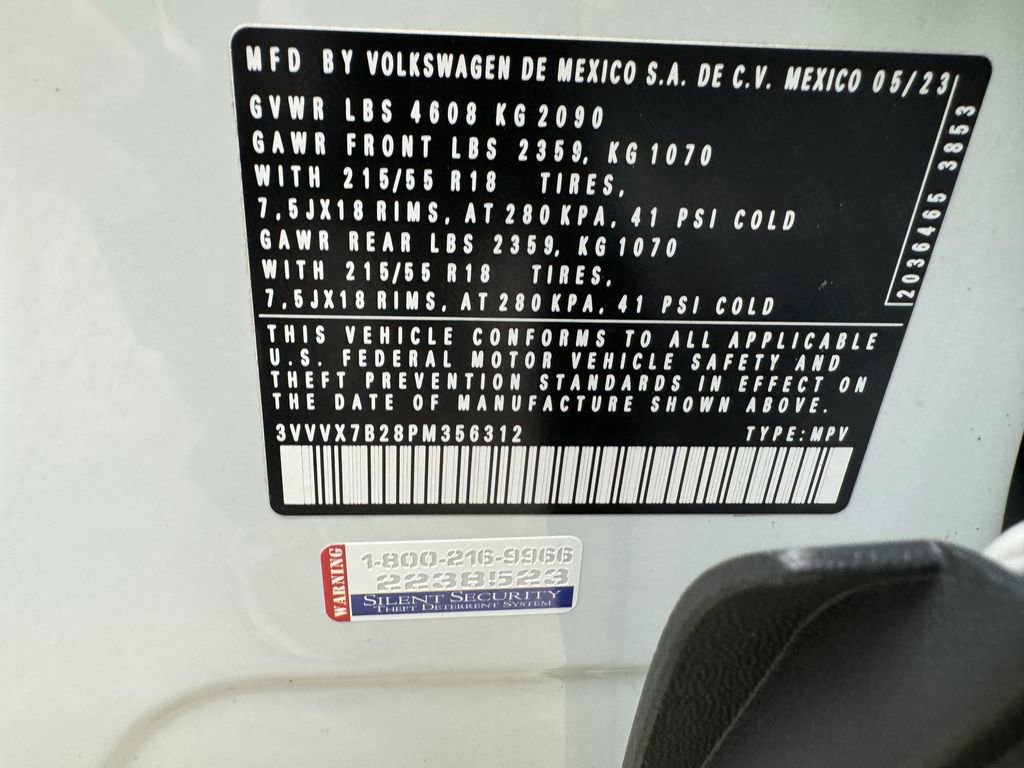 MFD BY VOLKSWAGEN DE MEXICO S.A. DE C.V. MEXICO 05/23
GVWR LBS 4608 KG 2090
GAWR FRONT LBS 2359, KG 1070
WITH 215/55 R18 TIRES,
7,5JX18 RIMS, AT 280 KPA, 41 PSI COLD
GAWR REAR LBS 2359, KG 1070
WITH 215/55 R18 TIRES,
7,5JX18 RIMS, AT 280 KPA, 41 PSI COLD
2036465 3853
THIS VEHICLE CONFORMS TO ALL APPLICABLE
U.S. FEDERAL MOTOR VEHICLE SAFETY AND
THEFT PREVENTION STANDARDS IN EFFECT ON
THE DATE OF MANUFACTURE SHOWN ABOVE.
3VVVX7B28PM356312 TYPE:MPV
WARNING
1-800-216-9966
2238523
SILENT SECURITY
THEFT DETERRENT SYSTEM